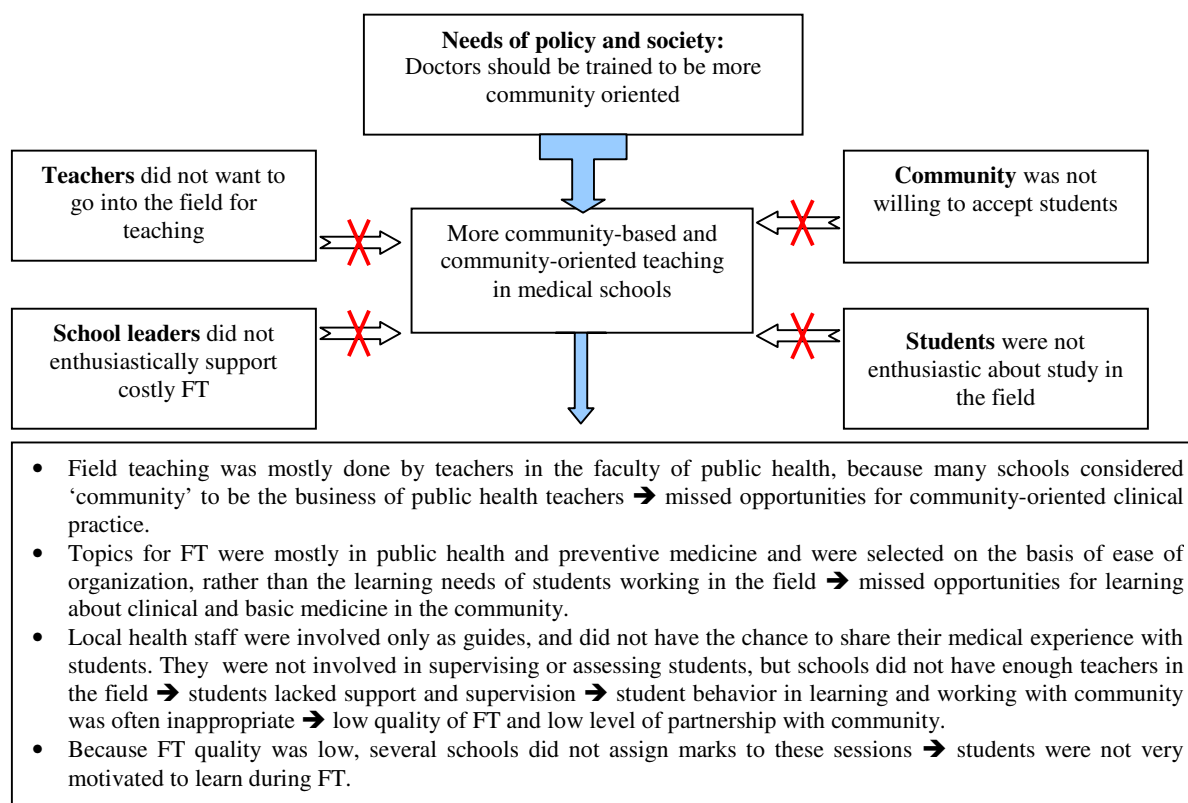 Needs of policy and society:
Doctors should be trained to be more
community oriented
Teachers did not want to
go into the field for
teaching
Community was not
willing to accept students
More community-based and
community-oriented teaching
in medical schools
School leaders did not
enthusiastically support
costly FT
Students were not
enthusiastic about study in
the field
• Field teaching was mostly done by teachers in the faculty of public health, because many schools considered
‘community’ to be the business of public health teachers ➔ missed opportunities for community-oriented clinical
practice.
• Topics for FT were mostly in public health and preventive medicine and were selected on the basis of ease of
organization, rather than the learning needs of students working in the field ➔ missed opportunities for learning
about clinical and basic medicine in the community.
• Local health staff were involved only as guides, and did not have the chance to share their medical experience with
students. They were not involved in supervising or assessing students, but schools did not have enough teachers in
the field ➔ students lacked support and supervision ➔ student behavior in learning and working with community
was often inappropriate ➔ low quality of FT and low level of partnership with community.
• Because FT quality was low, several schools did not assign marks to these sessions ➔ students were not very
motivated to learn during FT.